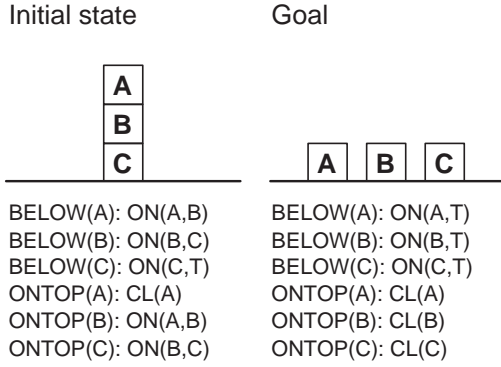 Initial state
A
B
C
BELOW(A): ON(A,B)
BELOW(B): ON(B,C)
BELOW(C): ON(C,T)
ONTOP(A): CL(A)
ONTOP(B): ON(A,B)
ONTOP(C): ON(B,C)
Goal
A B C
BELOW(A): ON(A,T)
BELOW(B): ON(B,T)
BELOW(C): ON(C,T)
ONTOP(A): CL(A)
ONTOP(B): CL(B)
ONTOP(C): CL(C)